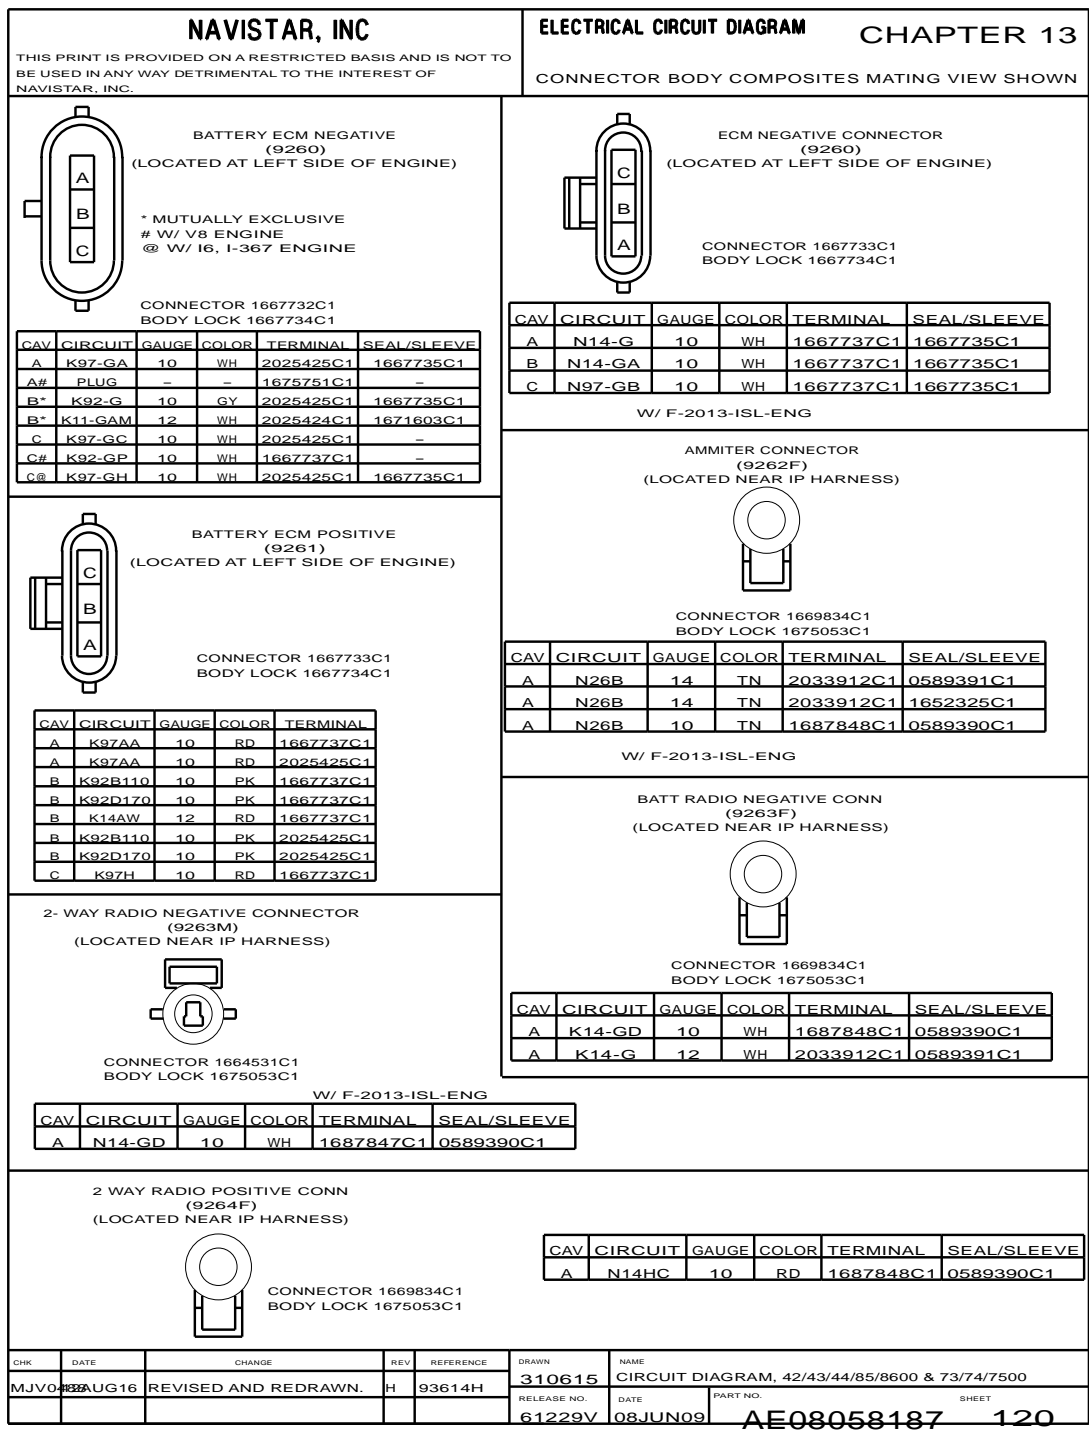 NAVISTAR, INC
THIS PRINT IS PROVIDED ON A RESTRICTED BASIS AND IS NOT TO
BE USED IN ANY WAY DETRIMENTAL TO THE INTEREST OF
NAVISTAR, INC.
ELECTRICAL CIRCUIT DIAGRAM
CHAPTER 13
CONNECTOR BODY COMPOSITES MATING VIEW SHOWN
BATTERY ECM NEGATIVE
(9260)
(LOCATED AT LEFT SIDE OF ENGINE)
A
B
C
* MUTUALLY EXCLUSIVE
# W/ V8 ENGINE
@ W/ I6, I-367 ENGINE
CONNECTOR 1667732C1
BODY LOCK 1667734C1
CAV CIRCUIT GAUGE COLOR TERMINAL SEAL/SLEEVE
A K97-GA 10 WH 2025425C1 1667735C1
A# PLUG – – 1675751C1 –
B* K92-G 10 GY 2025425C1 1667735C1
B* K11-GAM 12 WH 2025424C1 1671603C1
C K97-GC 10 WH 2025425C1 –
C# K92-GP 10 WH 1667737C1 –
C@ K97-GH 10 WH 2025425C1 1667735C1
ECM NEGATIVE CONNECTOR
(9260)
(LOCATED AT LEFT SIDE OF ENGINE)
C
B
A
CONNECTOR 1667733C1
BODY LOCK 1667734C1
CAV CIRCUIT GAUGE COLOR TERMINAL SEAL/SLEEVE
A N14-G 10 WH 1667737C1 1667735C1
B N14-GA 10 WH 1667737C1 1667735C1
C N97-GB 10 WH 1667737C1 1667735C1
W/ F-2013-ISL-ENG
BATTERY ECM POSITIVE
(9261)
(LOCATED AT LEFT SIDE OF ENGINE)
C
B
A
CONNECTOR 1667733C1
BODY LOCK 1667734C1
CAV CIRCUIT GAUGE COLOR TERMINAL
A K97AA 10 RD 1667737C1
A K97AA 10 RD 2025425C1
B K92B110 10 PK 1667737C1
B K92D170 10 PK 1667737C1
B K14AW 12 RD 1667737C1
B K92B110 10 PK 2025425C1
B K92D170 10 PK 2025425C1
C K97H 10 RD 1667737C1
AMMITER CONNECTOR
(9262F)
(LOCATED NEAR IP HARNESS)
CONNECTOR 1669834C1
BODY LOCK 1675053C1
CAV CIRCUIT GAUGE COLOR TERMINAL SEAL/SLEEVE
A N26B 14 TN 2033912C1 0589391C1
A N26B 14 TN 2033912C1 1652325C1
A N26B 10 TN 1687848C1 0589390C1
W/ F-2013-ISL-ENG
BATT RADIO NEGATIVE CONN
(9263F)
(LOCATED NEAR IP HARNESS)
CONNECTOR 1669834C1
BODY LOCK 1675053C1
CAV CIRCUIT GAUGE COLOR TERMINAL SEAL/SLEEVE
A K14-GD 10 WH 1687848C1 0589390C1
A K14-G 12 WH 2033912C1 0589391C1
2- WAY RADIO NEGATIVE CONNECTOR
(9263M)
(LOCATED NEAR IP HARNESS)
CONNECTOR 1664531C1
BODY LOCK 1675053C1
W/ F-2013-ISL-ENG
CAV CIRCUIT GAUGE COLOR TERMINAL SEAL/SLEEVE
A N14-GD 10 WH 1687847C1 0589390C1
2 WAY RADIO POSITIVE CONN
(9264F)
(LOCATED NEAR IP HARNESS)
CONNECTOR 1669834C1
BODY LOCK 1675053C1
CAV CIRCUIT GAUGE COLOR TERMINAL SEAL/SLEEVE
A N14HC 10 RD 1687848C1 0589390C1
CHK DATE CHANGE REV REFERENCE
REVISED AND REDRAWN. H 93614H
DRAWN
310615
NAME
CIRCUIT DIAGRAM, 42/43/44/85/8600 & 73/74/7500
RELEASE NO.
61229V
DATE
08JUN09
PART NO.
AE08058187
SHEET
120